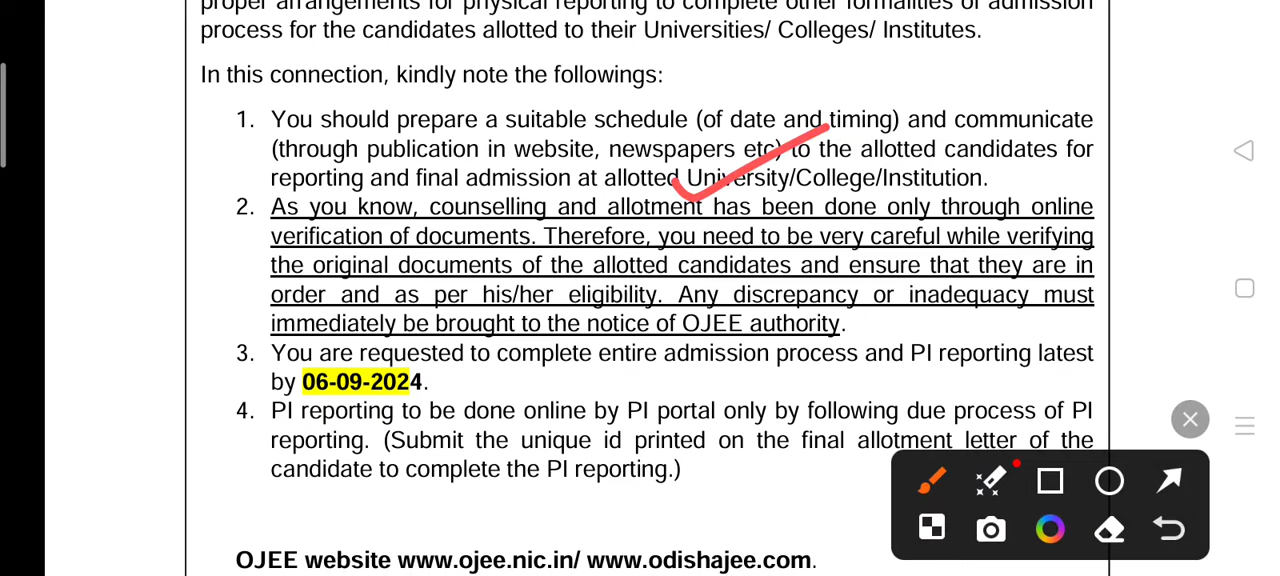 proper arrangements for physical reporting to complete other formalities of admission
process for the candidates allotted to their Universities/ Colleges/ Institutes.
In this connection, kindly note the followings:
1. You should prepare a suitable schedule (of date and timing) and communicate
(through publication in website, newspapers etc) to the allotted candidates for
reporting and final admission at allotted University/College/Institution.
2. As you know, counselling and allotment has been done only through online
verification of documents. Therefore, you need to be very careful while verifying
the original documents of the allotted candidates and ensure that they are in
order and as per his/her eligibility. Any discrepancy or inadequacy must
immediately be brought to the notice of OJEE authority.
3. You are requested to complete entire admission process and PI reporting latest
by 06-09-2024.
4. PI reporting to be done online by PI portal only by following due process of PI
reporting. (Submit the unique id printed on the final allotment letter of the
candidate to complete the PI reporting.)
OJEE website www.ojee.nic.in/ www.odishajee.com.